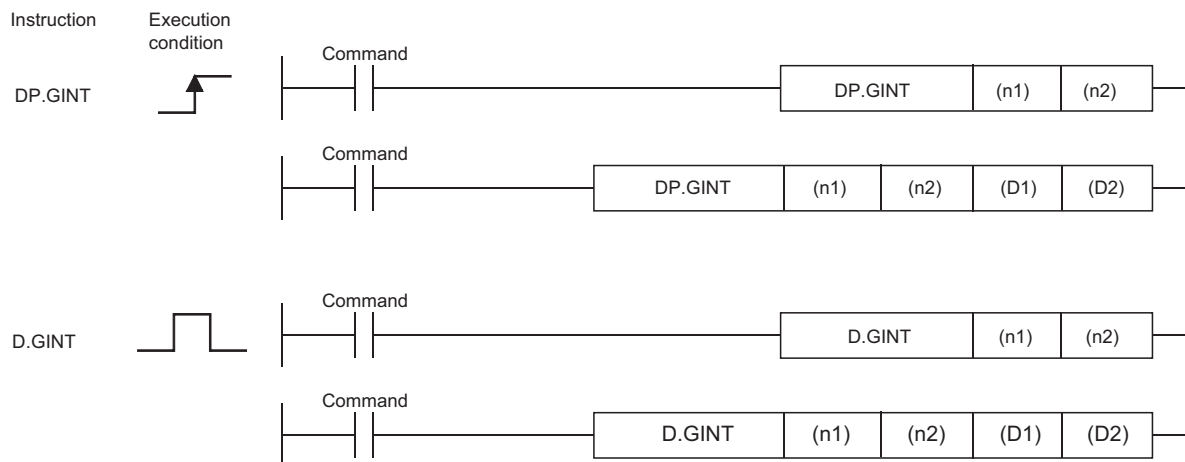 Instruction Execution condition
Command
DP.GINT DP.GINT (n1) (n2)
Command
DP.GINT (n1) (n2) (D1) (D2)
Command
D.GINT D.GINT (n1) (n2)
Command
D.GINT (n1) (n2) (D1) (D2)